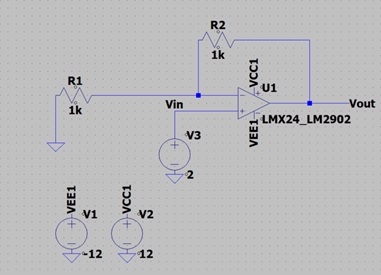 R2
1k
R1
1k
Vin
VCC1
U1
Vout
VEE1
LMX24_LM2902
V3
2
VEE1
V1
-12
VCC1
V2
12